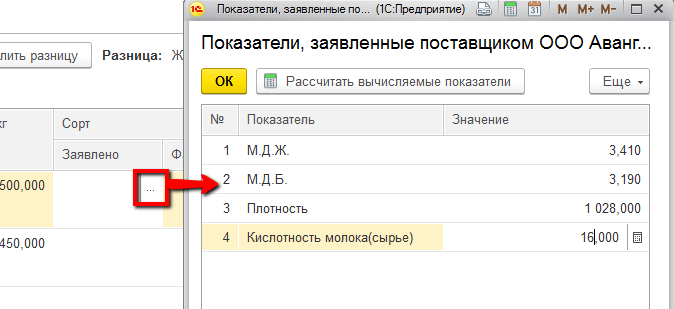 Показатели, заявленные по... (1С:Предприятие)
M M+ M-
лить разницу Разница: Ж
Показатели, заявленные поставщиком ООО Аванг...
ОК Рассчитать вычисляемые показатели Еще
кг Сорт
Заявлено Ф
№ Показатель Значение
1 М.Д.Ж. 3,410
500,000 ... 2 М.Д.Б. 3,190
3 Плотность 1 028,000
450,000 4 Кислотность молока(сырье) 16,000